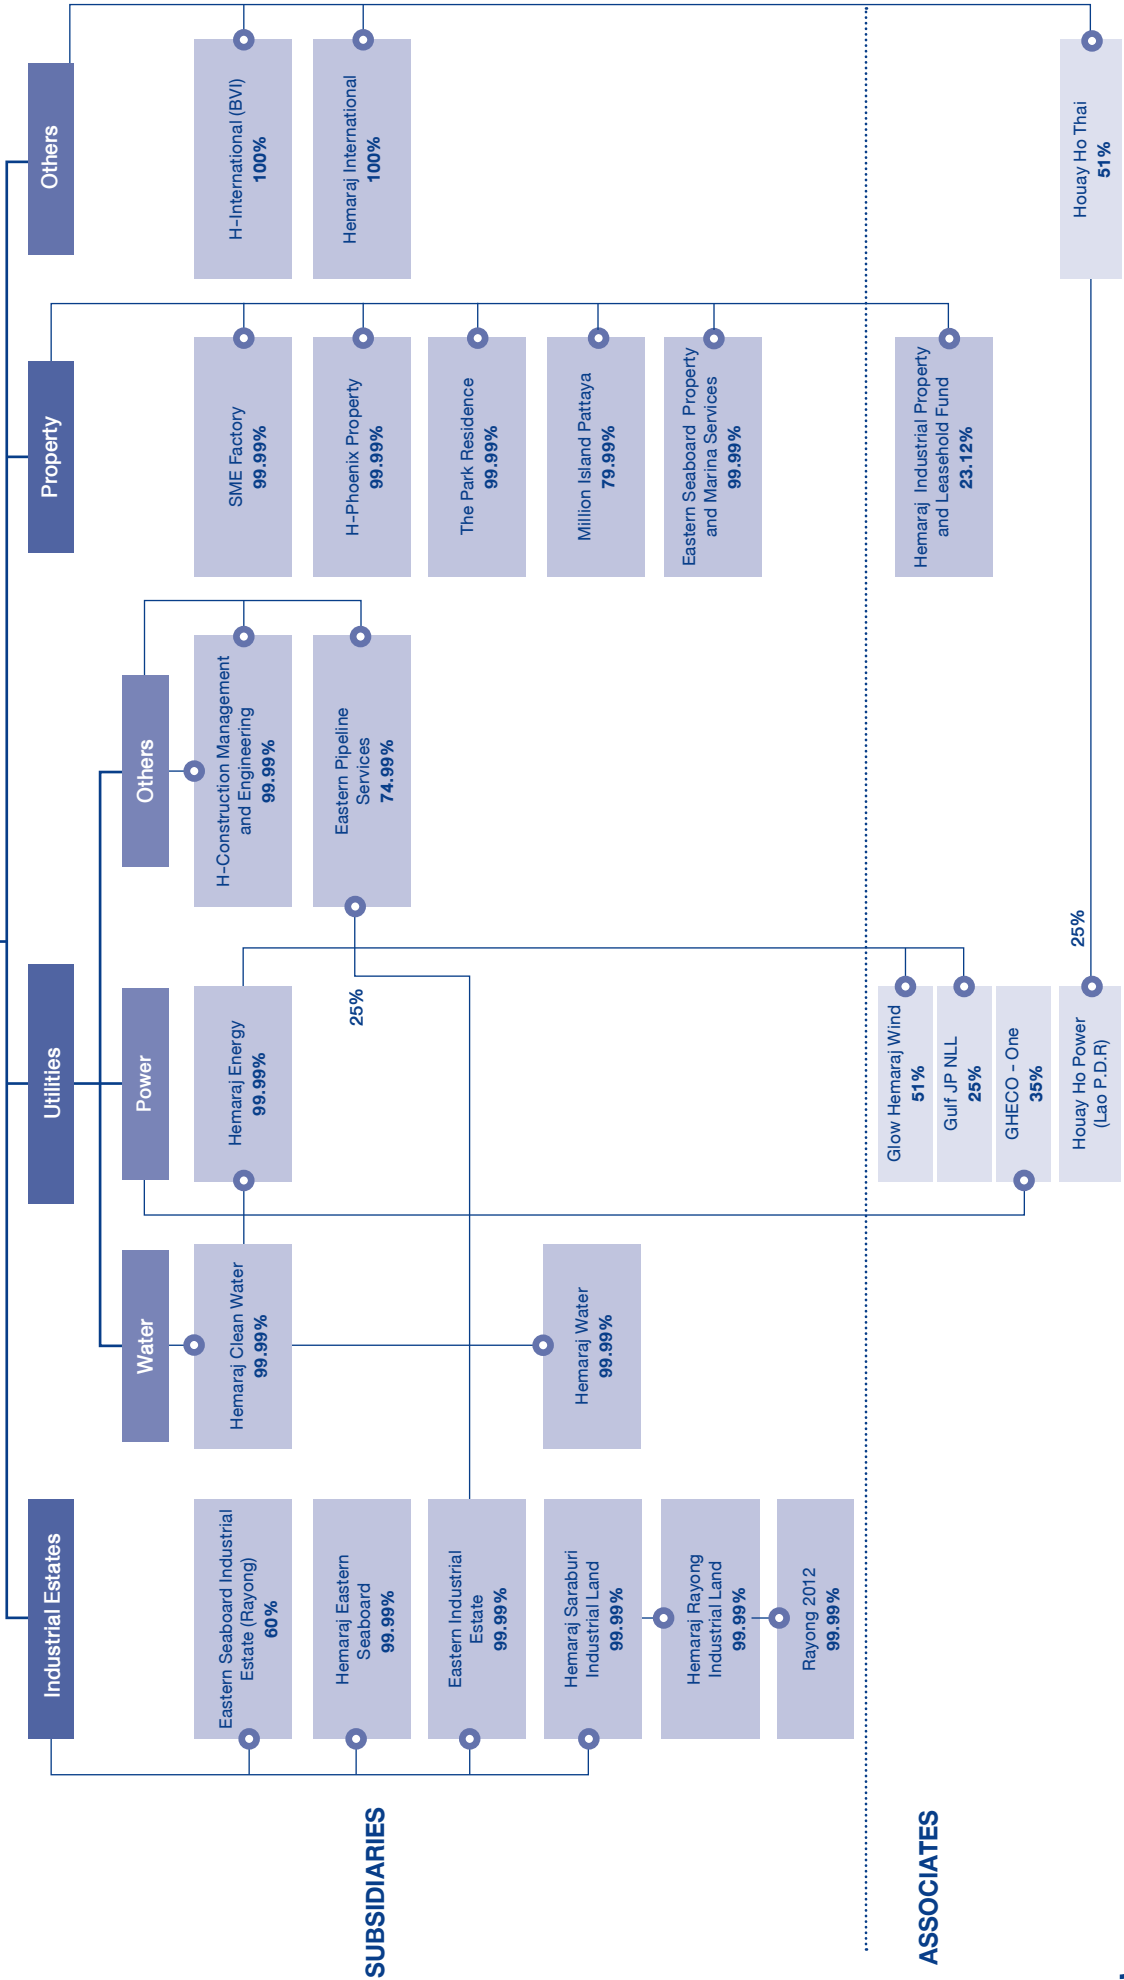 Industrial Estates
Utilities
Property
Others
Water
Power
Others
SUBSIDIARIES
Eastern Seaboard Industrial
Estate (Rayong)
60%
Hemaraj Eastern
Seaboard
99.99%
Eastern Industrial
Estate
99.99%
Hemaraj Saraburi
Industrial Land
99.99%
Hemaraj Rayong
Industrial Land
99.99%
Rayong 2012
99.99%
Hemaraj Clean Water
99.99%
Hemaraj Water
99.99%
Hemaraj Energy
99.99%
25%
H-Construction Management
and Engineering
99.99%
Eastern Pipeline
Services
74.99%
SME Factory
99.99%
H-Phoenix Property
99.99%
The Park Residence
99.99%
Million Island Pattaya
79.99%
Eastern Seaboard Property
and Marina Services
99.99%
H-International (BVI)
100%
Hemaraj International
100%
ASSOCIATES
Glow Hemaraj Wind
51%
Gulf JP NLL
25%
GHECO - One
35%
Houay Ho Power
(Lao P.D.R)
25%
Hemaraj Industrial Property
and Leasehold Fund
23.12%
Houay Ho Thai
51%